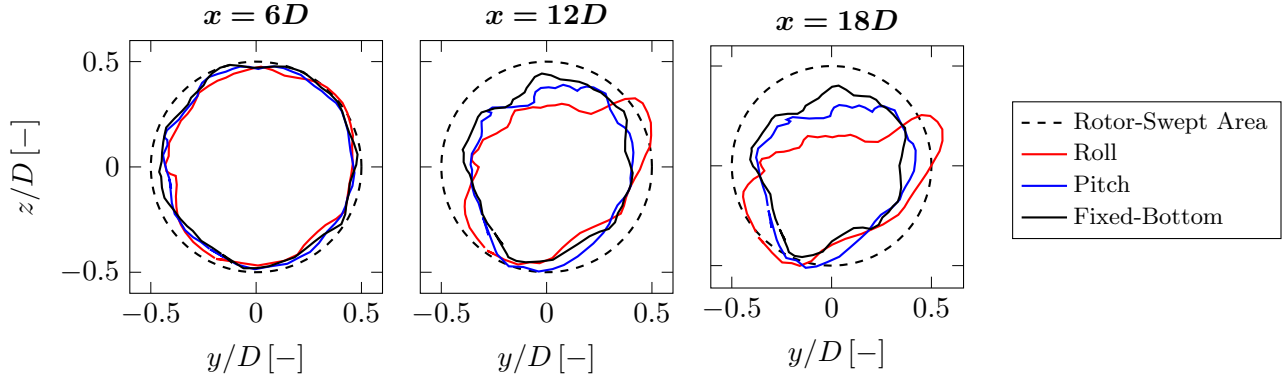 x = 6D
x = 12D
x = 18D
z/D [−]
0.5
0
−0.5
−0.5
0
0.5
−0.5
0
0.5
−0.5
0
0.5
y/D [−]
y/D [−]
y/D [−]
Rotor-Swept Area
Roll
Pitch
Fixed-Bottom